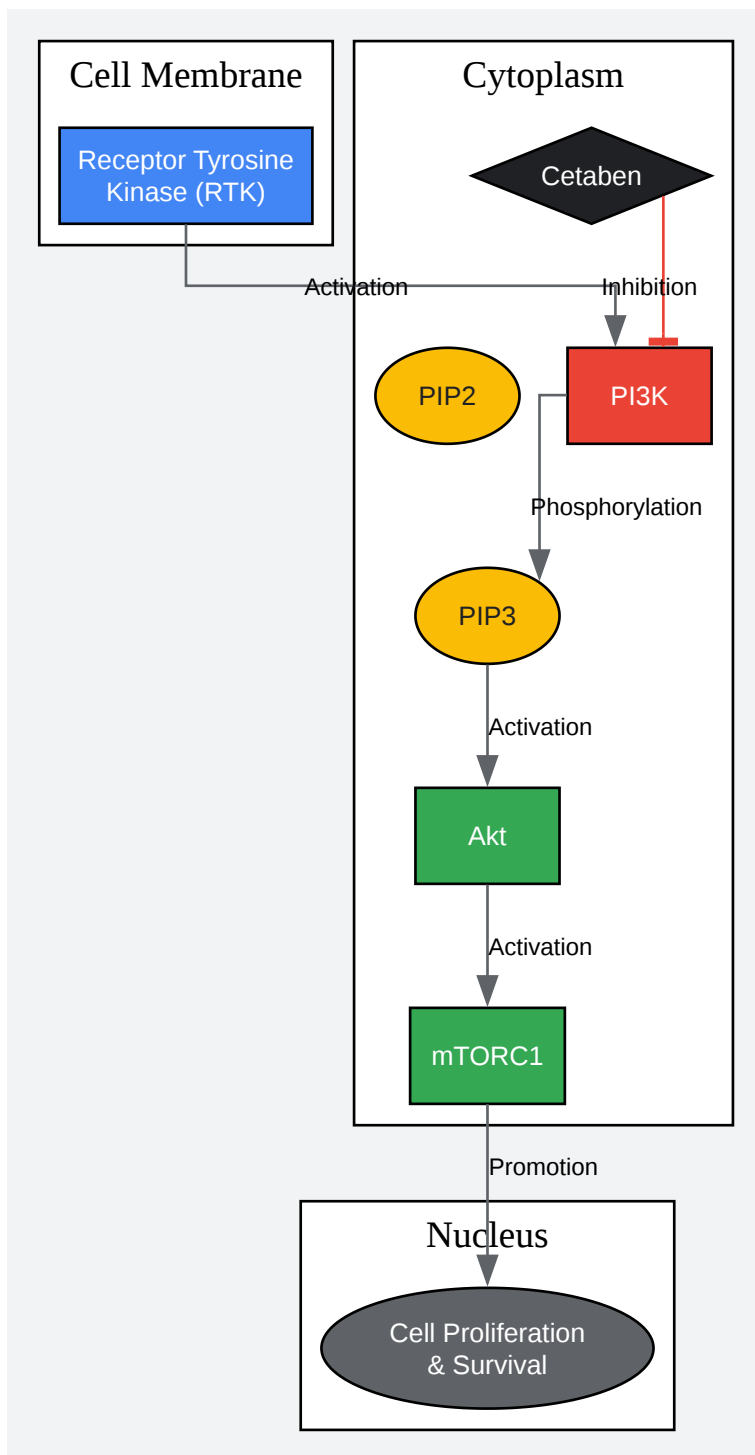 Cell Membrane
Cytoplasm
Receptor Tyrosine
Kinase (RTK)
Cetaben
Activation
Inhibition
PIP2
PI3K
Phosphorylation
PIP3
Activation
Akt
Activation
mTORC1
Promotion
Nucleus
Cell Proliferation
& Survival